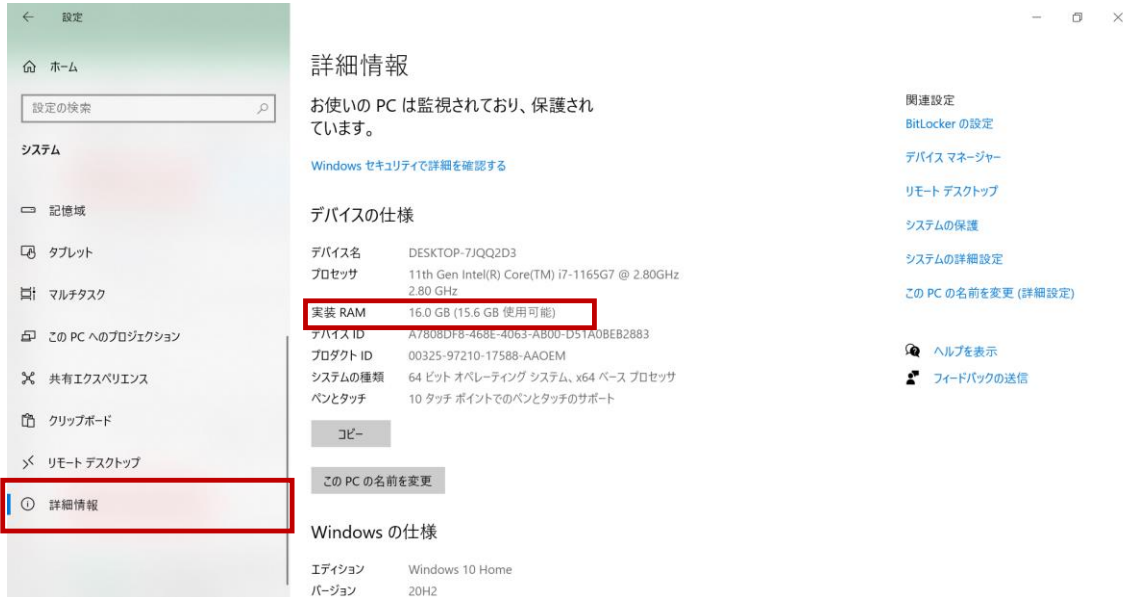 設定
ホーム
設定の検索
システム
記憶域
タブレット
マルチタスク
この PC へのプロジェクション
共有エクスペリエンス
クリップボード
リモート デスクトップ
詳細情報
詳細情報
お使いの PC は監視されており、保護され
ています。
Windows セキュリティで詳細を確認する
デバイスの仕様
デバイス名 DESKTOP-7JQQ2D3
プロセッサ 11th Gen Intel(R) Core(TM) i7-1165G7 @ 2.80GHz
2.80 GHz
実装 RAM 16.0 GB (15.6 GB 使用可能)
デバイス ID A7808DF8-468E-4063-AB00-D51A0BEB2883
プロダクト ID 00325-97210-17588-AAOEM
システムの種類 64 ビット オペレーティング システム、x64 ベース プロセッサ
ペンとタッチ 10 タッチ ポイントでのペンとタッチのサポート
コピー
この PC の名前を変更
Windows の仕様
エディション Windows 10 Home
バージョン 20H2
関連設定
BitLocker の設定
デバイス マネージャー
リモート デスクトップ
システムの保護
システムの詳細設定
この PC の名前を変更 (詳細設定)
ヘルプを表示
フィードバックの送信